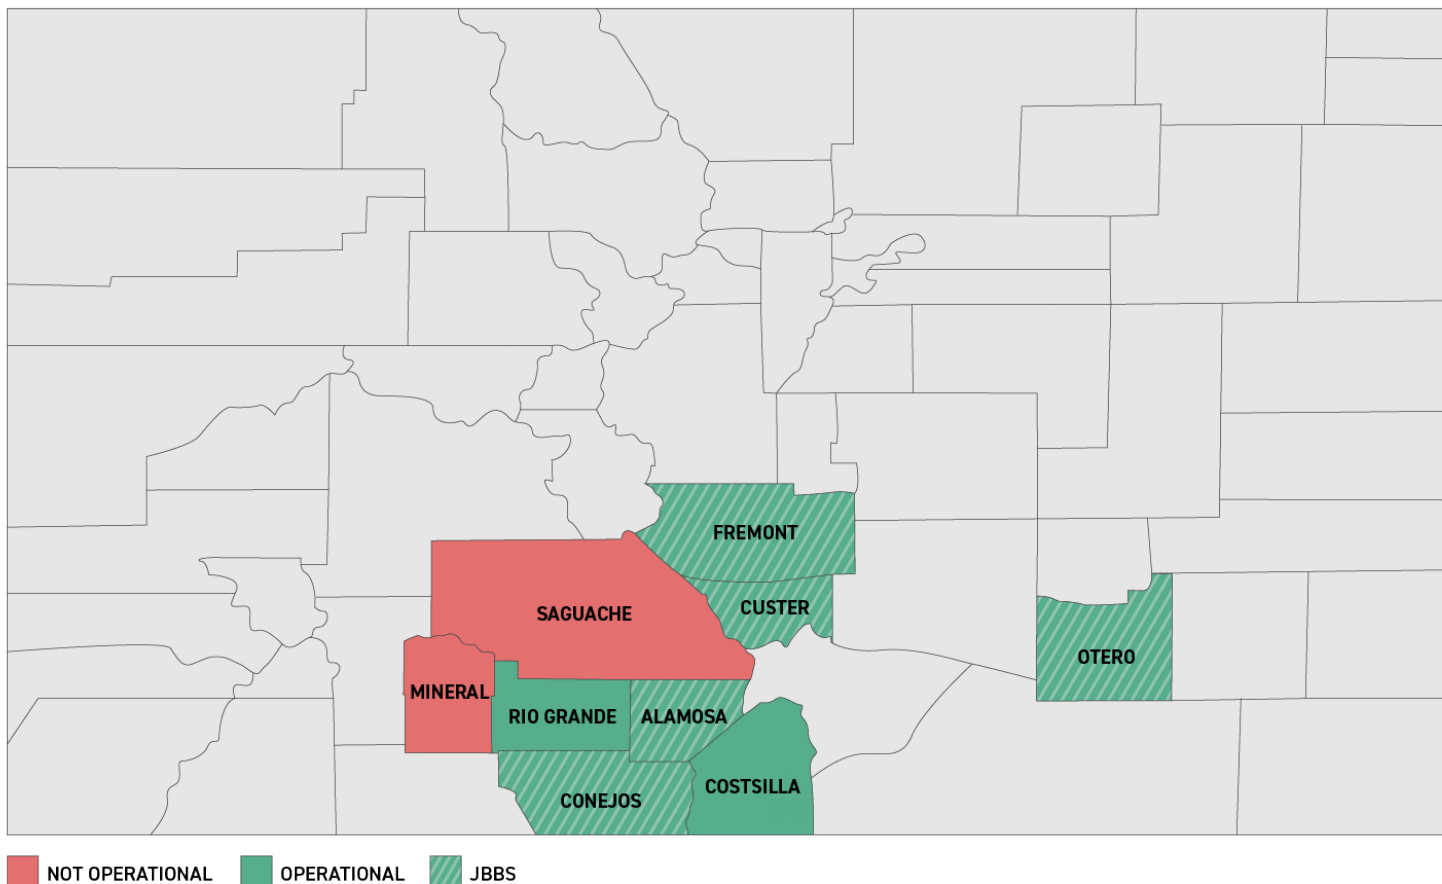 FREMONT
CUSTER
SAGUACHE
OTERO
MINERAL
RIO GRANDE
ALAMOSA
COSTSILLA
CONEJOS
NOT OPERATIONAL
OPERATIONAL
JBBS